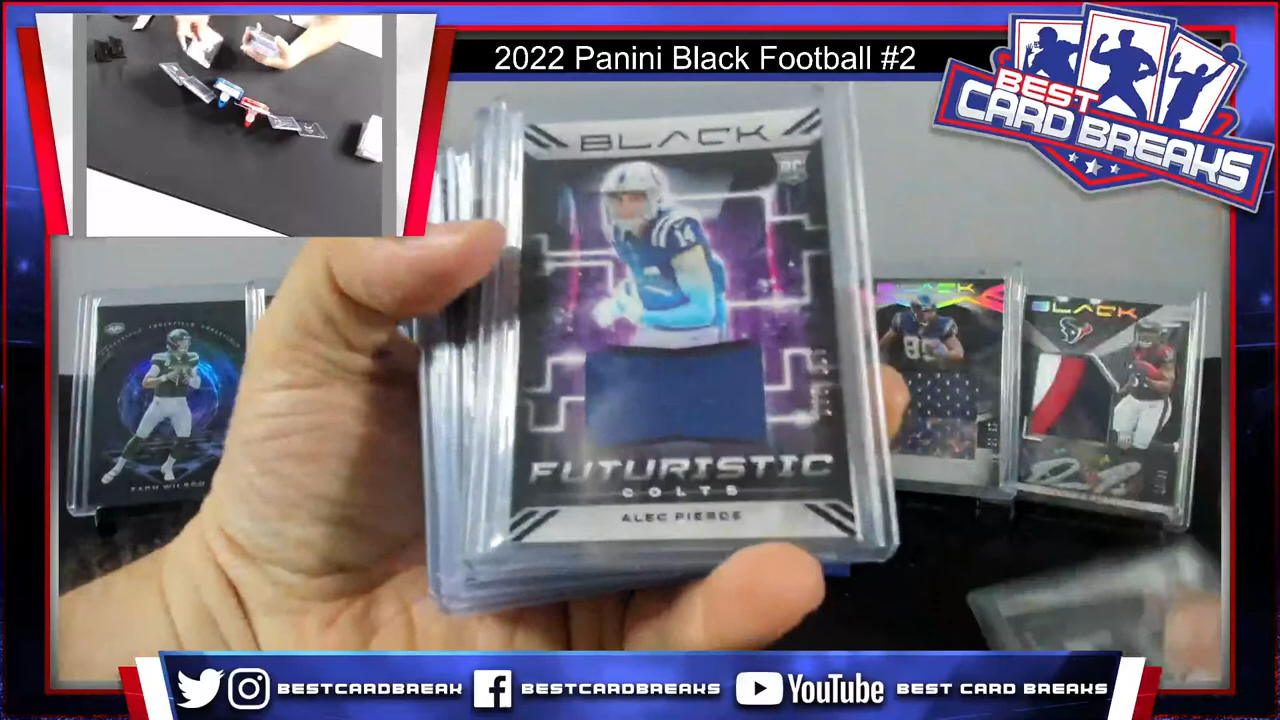 2022 Panini Black Football #2
BEST
CARD BREAKS
BLACK
RC
14
FUTURISTIC
COLTS
ALEC PIERCE
ZACH WILSON
BLACK
BLACK
BESTCARDBREAK
BESTCARDBREAKS
YouTube
BEST CARD BREAKS